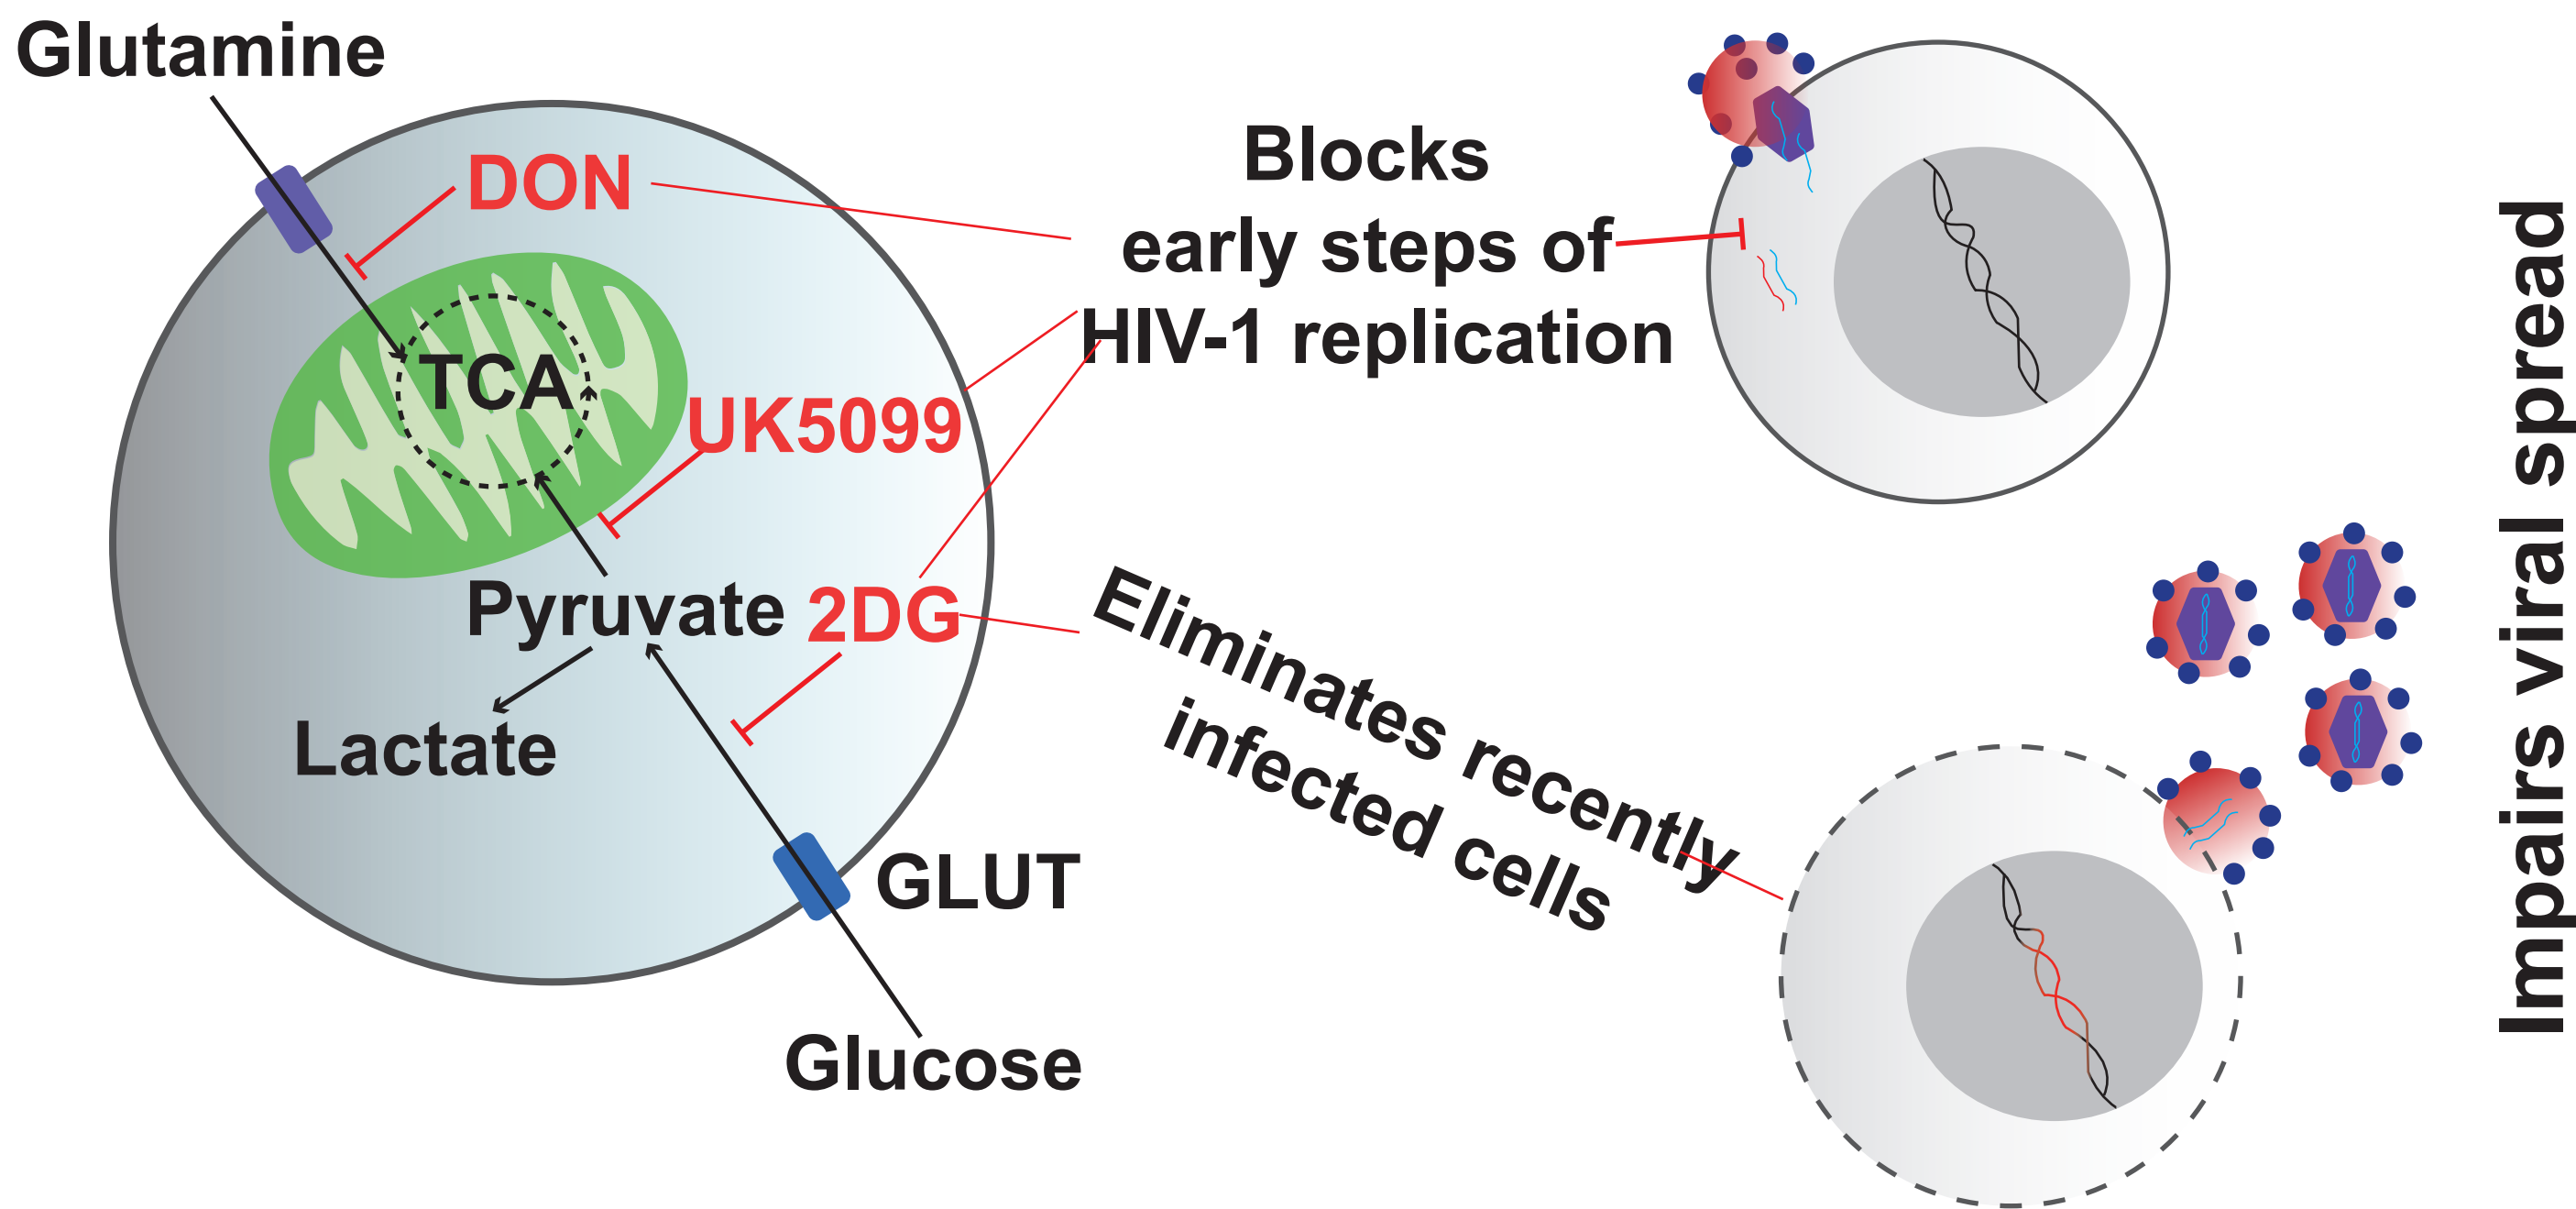 Glutamine
DON
TCA
UK5099
Pyruvate
2DG
Lactate
GLUT
Glucose
Blocks
early steps of
HIV-1 replication
Eliminates recently
infected cells
Impairs viral spread